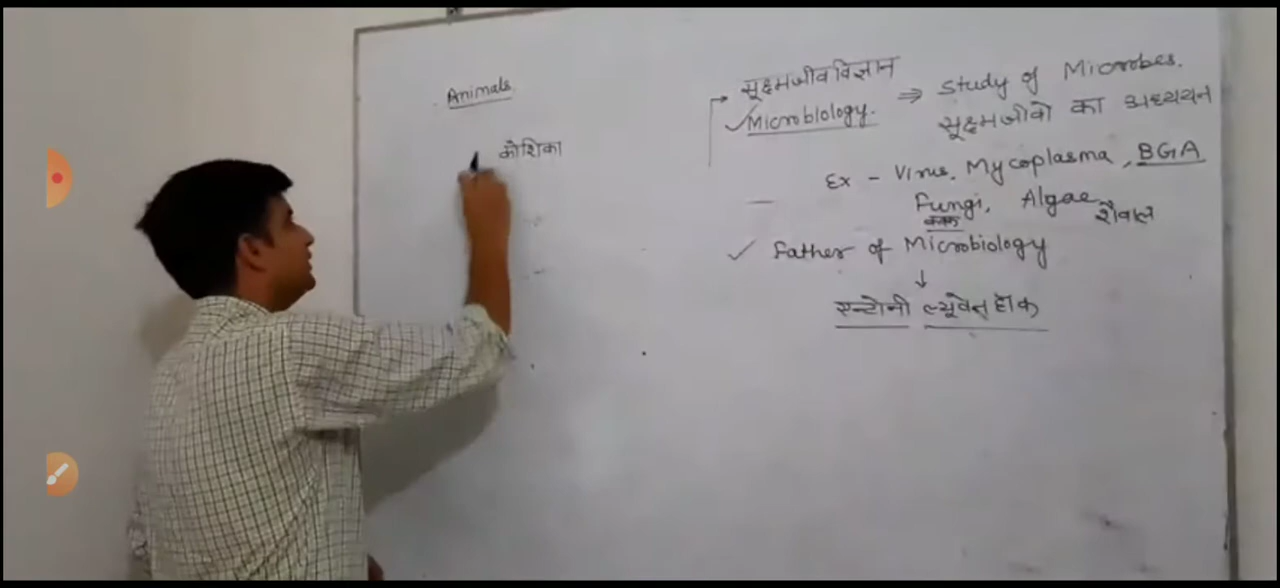 Animals
कोशिका
सूक्ष्मजीव विज्ञान
Microbiology. ⇒ Study of Microbes.
सूक्ष्मजीवो का अध्ययन
Ex - Virus, Mycoplasma, BGA
Fungi, Algae शैवाल
कवक
Father of Microbiology
↓
एन्टोनी ल्यूवेनहॉक